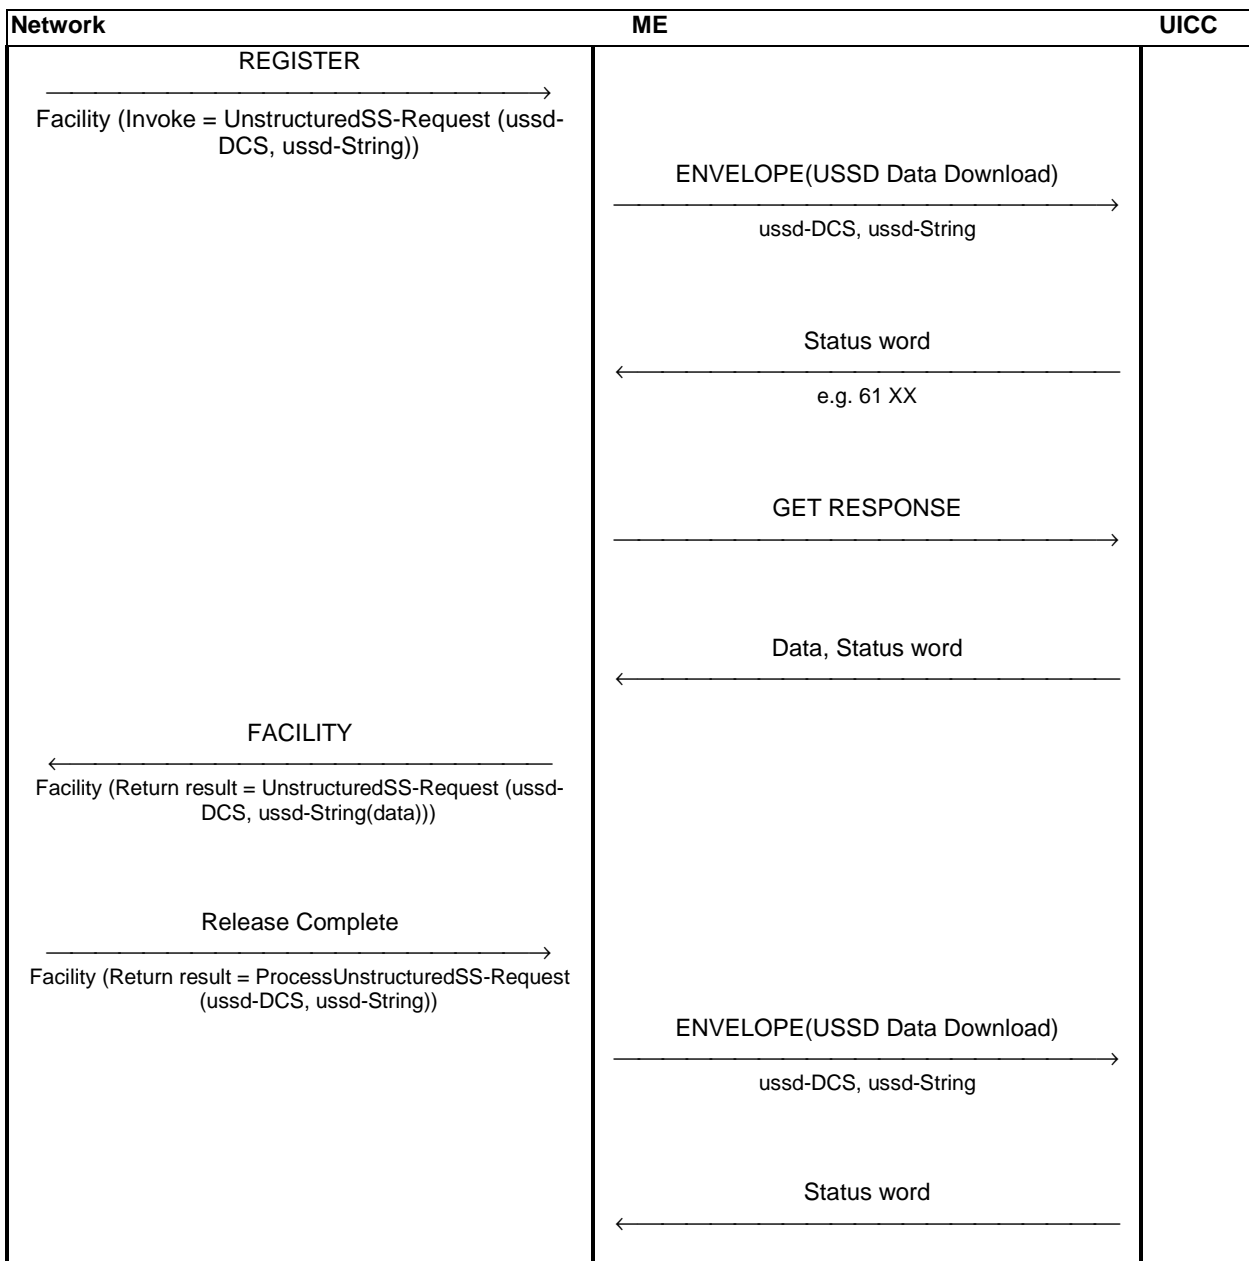 Network ME UICC
REGISTER
Facility (Invoke = UnstructuredSS-Request (ussd-
DCS, ussd-String))
ENVELOPE(USSD Data Download)
ussd-DCS, ussd-String
Status word
e.g. 61 XX
GET RESPONSE
Data, Status word
FACILITY
Facility (Return result = UnstructuredSS-Request (ussd-
DCS, ussd-String(data)))
Release Complete
Facility (Return result = ProcessUnstructuredSS-Request
(ussd-DCS, ussd-String))
ENVELOPE(USSD Data Download)
ussd-DCS, ussd-String
Status word